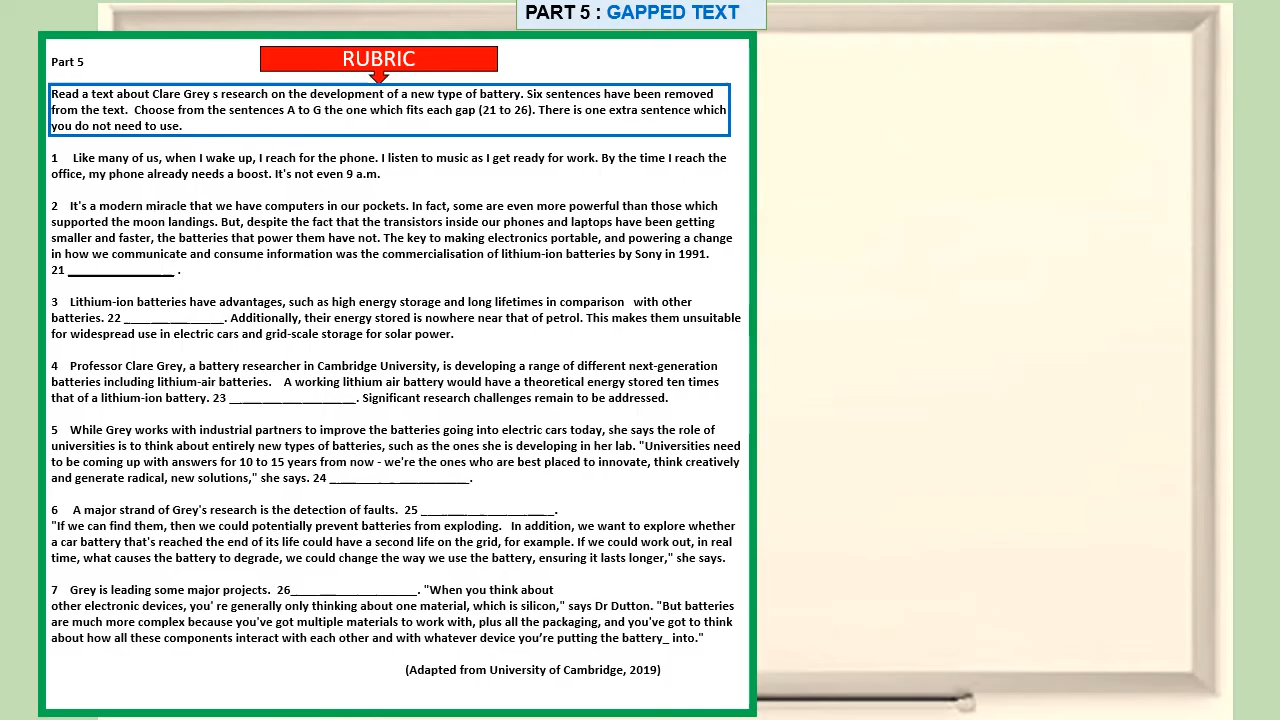 PART 5 : GAPPED TEXT
RUBRIC
Part 5
Read a text about Clare Grey s research on the development of a new type of battery. Six sentences have been removed
from the text. Choose from the sentences A to G the one which fits each gap (21 to 26). There is one extra sentence which
you do not need to use.
1 Like many of us, when I wake up, I reach for the phone. I listen to music as I get ready for work. By the time I reach the
office, my phone already needs a boost. It's not even 9 a.m.
2 It's a modern miracle that we have computers in our pockets. In fact, some are even more powerful than those which
supported the moon landings. But, despite the fact that the transistors inside our phones and laptops have been getting
smaller and faster, the batteries that power them have not. The key to making electronics portable, and powering a change
in how we communicate and consume information was the commercialisation of lithium-ion batteries by Sony in 1991.
21 ________________ .
3 Lithium-ion batteries have advantages, such as high energy storage and long lifetimes in comparison with other
batteries. 22 _______________. Additionally, their energy stored is nowhere near that of petrol. This makes them unsuitable
for widespread use in electric cars and grid-scale storage for solar power.
4 Professor Clare Grey, a battery researcher in Cambridge University, is developing a range of different next-generation
batteries including lithium-air batteries. A working lithium air battery would have a theoretical energy stored ten times
that of a lithium-ion battery. 23 ___________________. Significant research challenges remain to be addressed.
5 While Grey works with industrial partners to improve the batteries going into electric cars today, she says the role of
universities is to think about entirely new types of batteries, such as the ones she is developing in her lab. "Universities need
to be coming up with answers for 10 to 15 years from now - we're the ones who are best placed to innovate, think creatively
and generate radical, new solutions," she says. 24 _____________________.
6 A major strand of Grey's research is the detection of faults. 25 ____________________.
"If we can find them, then we could potentially prevent batteries from exploding. In addition, we want to explore whether
a car battery that's reached the end of its life could have a second life on the grid, for example. If we could work out, in real
time, what causes the battery to degrade, we could change the way we use the battery, ensuring it lasts longer," she says.
7 Grey is leading some major projects. 26___________________. "When you think about
other electronic devices, you' re generally only thinking about one material, which is silicon," says Dr Dutton. "But batteries
are much more complex because you've got multiple materials to work with, plus all the packaging, and you've got to think
about how all these components interact with each other and with whatever device you're putting the battery_ into."
(Adapted from University of Cambridge, 2019)